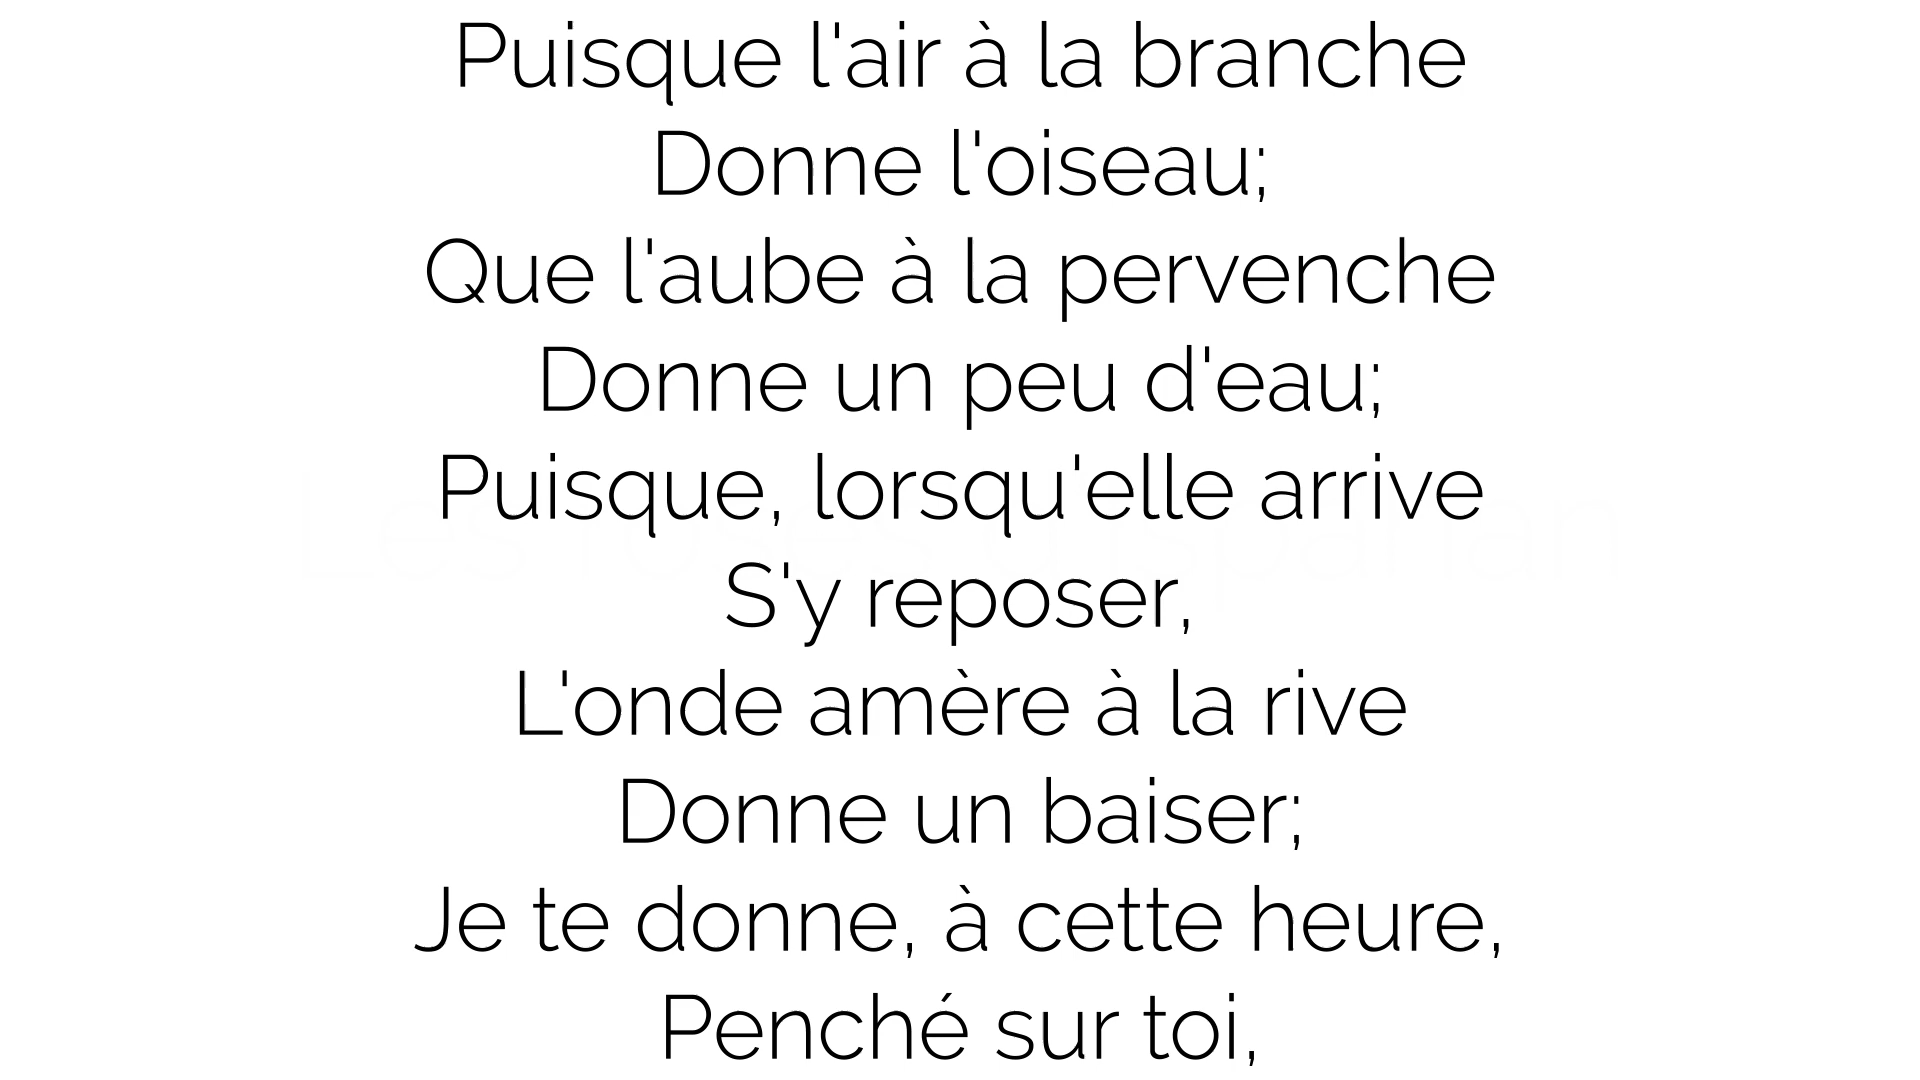 Puisque l'air à la branche
Donne l'oiseau;
Que l'aube à la pervenche
Donne un peu d'eau;
Puisque, lorsqu'elle arrive
S'y reposer,
L'onde amère à la rive
Donne un baiser;
Je te donne, à cette heure,
Penché sur toi,